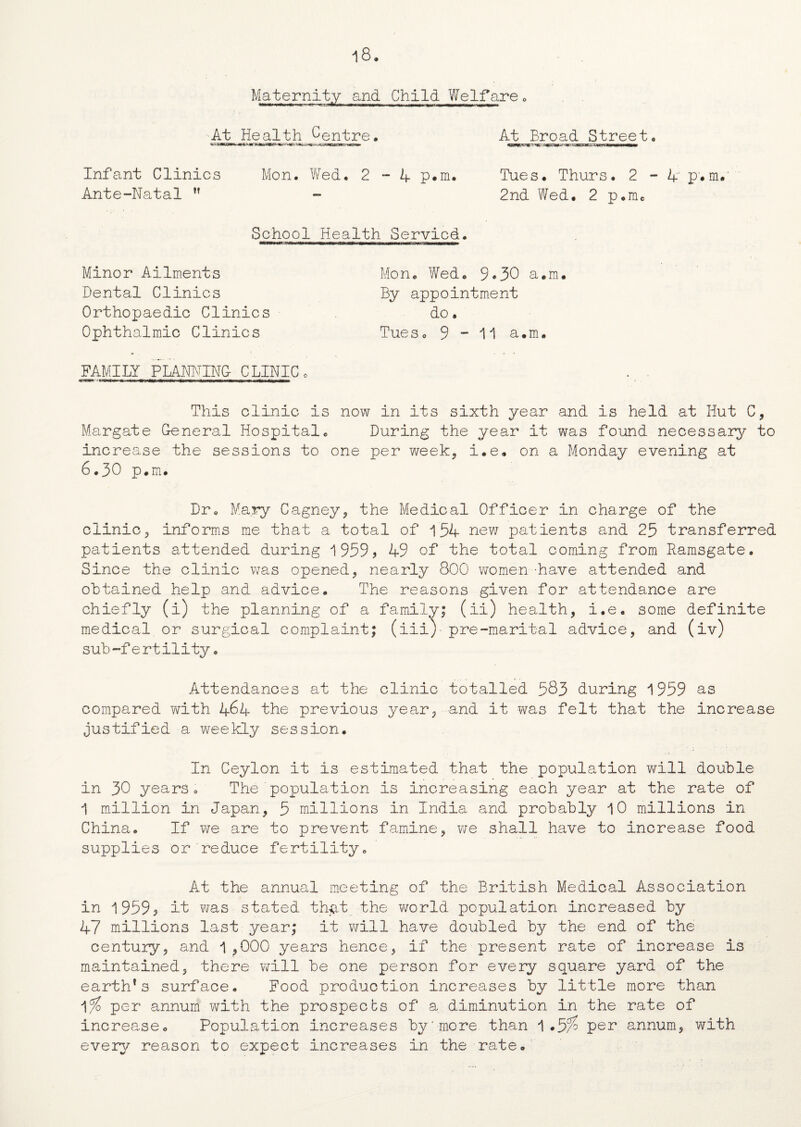 18.
Maternity and Child Welfare.
At Health Centre. At Broad Street.
Infant Clinics Mon. Wed. 2 - 4 p.m. Tues. Thurs. 2 - 4 p.m.
Ante-Natal " - 2nd Wed. 2 p.m.
School Health Serviced.
Minor Ailments Mon. Wed. 9.30 a.m.
Dental Clinics By appointment
Orthopaedic Clinics do.
Ophthalmic Clinics Tues. 9 - 11 a.m.
FAMILY PLANNING CLINIC.
This clinic is now in its sixth year and is held at Hut C,
Margate General Hospital. During the year it was found necessary to
increase the sessions to one per week, i.e. on a Monday evening at
6.30 p.m.
Dr. Mary Cagney, the Medical Officer in charge of the
clinic, informs me that a total of 154 new patients and 25 transferred
patients attended during 1959, 49 of the total coming from Ramsgate.
Since the clinic was opened, nearly 800 women have attended and
obtained help and advice. The reasons given for attendance are
chiefly (i) the planning of a family; (ii) health, i.e. some definite
medical or surgical complaint; (iii) pre-marital advice, and (iv)
sub-fertility.
Attendances at the clinic totalled 583 during 1959 as
compared with 464 the previous year, and it was felt that the increase
justified a weekly session.
In Ceylon it is estimated that the population will double
in 30 years. The population is increasing each year at the rate of
1 million in Japan, 5 millions in India and probably 10 millions in
China. If we are to prevent famine, we shall have to increase food
supplies or reduce fertility.
At the annual meeting of the British Medical Association
in 1959, it was stated that the world population increased by
47 millions last year; it will have doubled by the end of the
century, and 1,000 years hence, if the present rate of increase is
maintained, there will be one person for every square yard of the
earth's surface. Food production increases by little more than
1% per annum with the prospects of a diminution in the rate of
increase. Population increases by more than 1.5% per annum, with
every reason to expect increases in the rate.